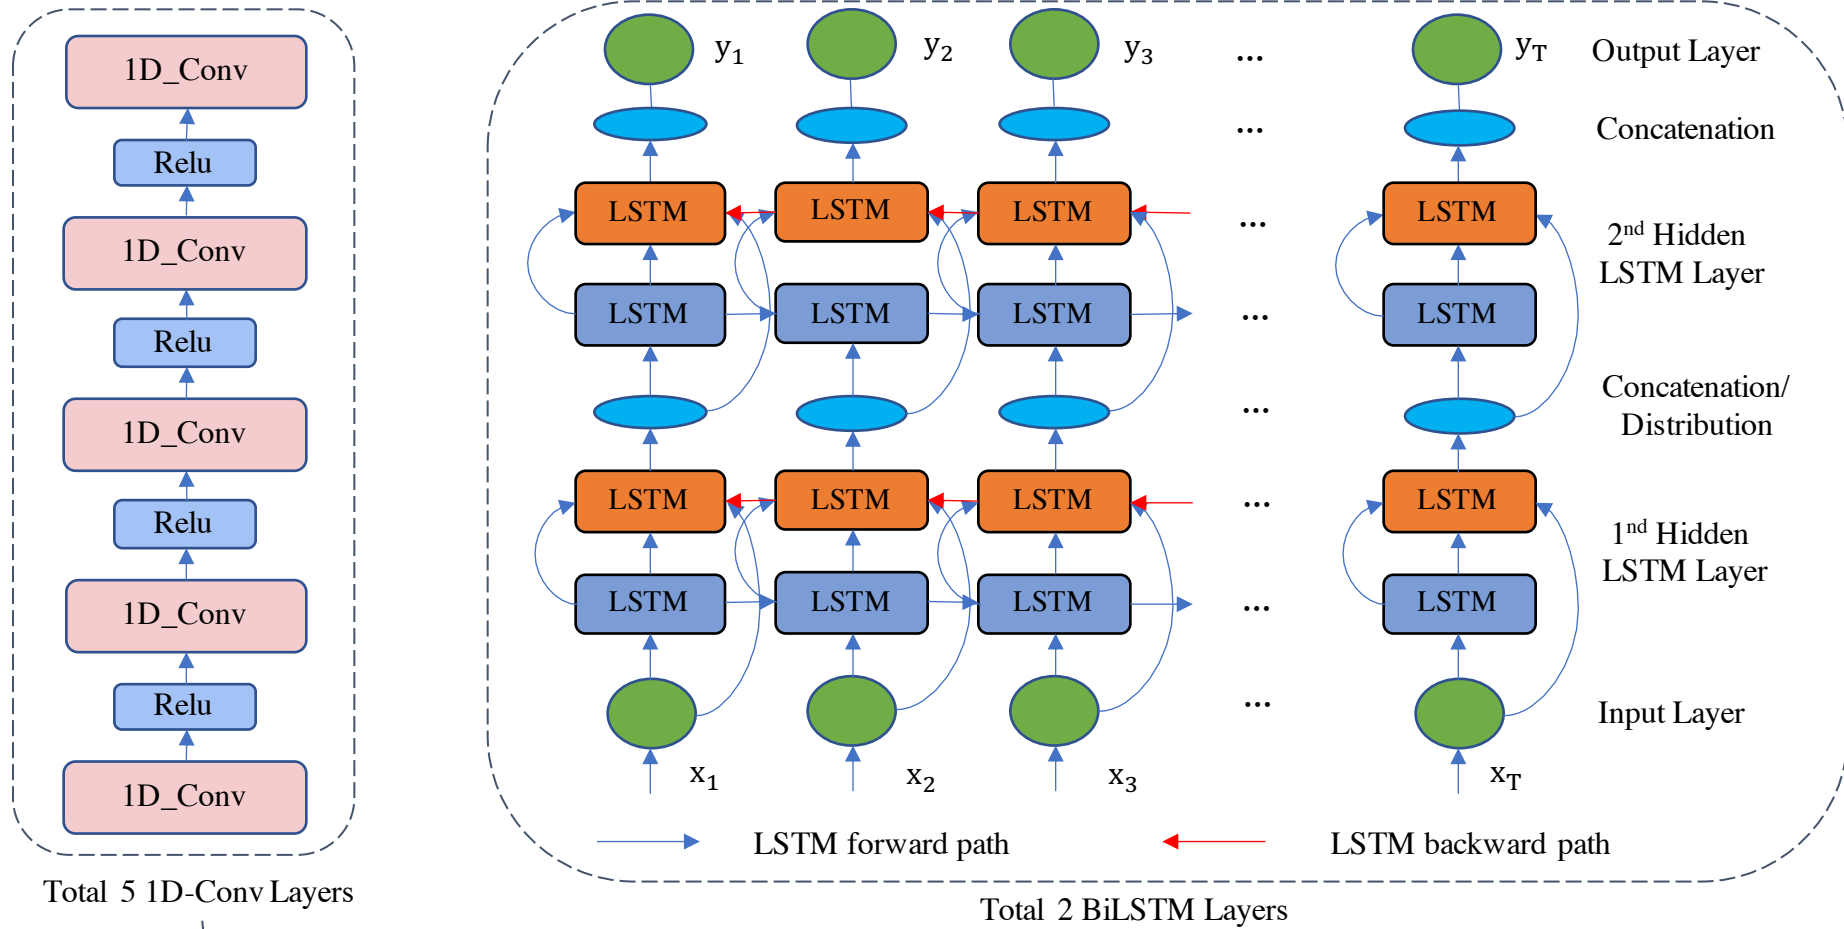 1D_Conv
Relu
1D_Conv
Relu
1D_Conv
Relu
1D_Conv
Relu
1D_Conv
Total 5 1D-Conv Layers
y1 y2 y3 ... yT Output Layer
... Concatenation
LSTM LSTM LSTM ... LSTM
2nd Hidden
LSTM Layer
LSTM LSTM LSTM ... LSTM
... Concatenation/
Distribution
LSTM LSTM LSTM ... LSTM
1nd Hidden
LSTM Layer
LSTM LSTM LSTM ... LSTM
... Input Layer
x1 x2 x3 xT
LSTM forward path LSTM backward path
Total 2 BiLSTM Layers